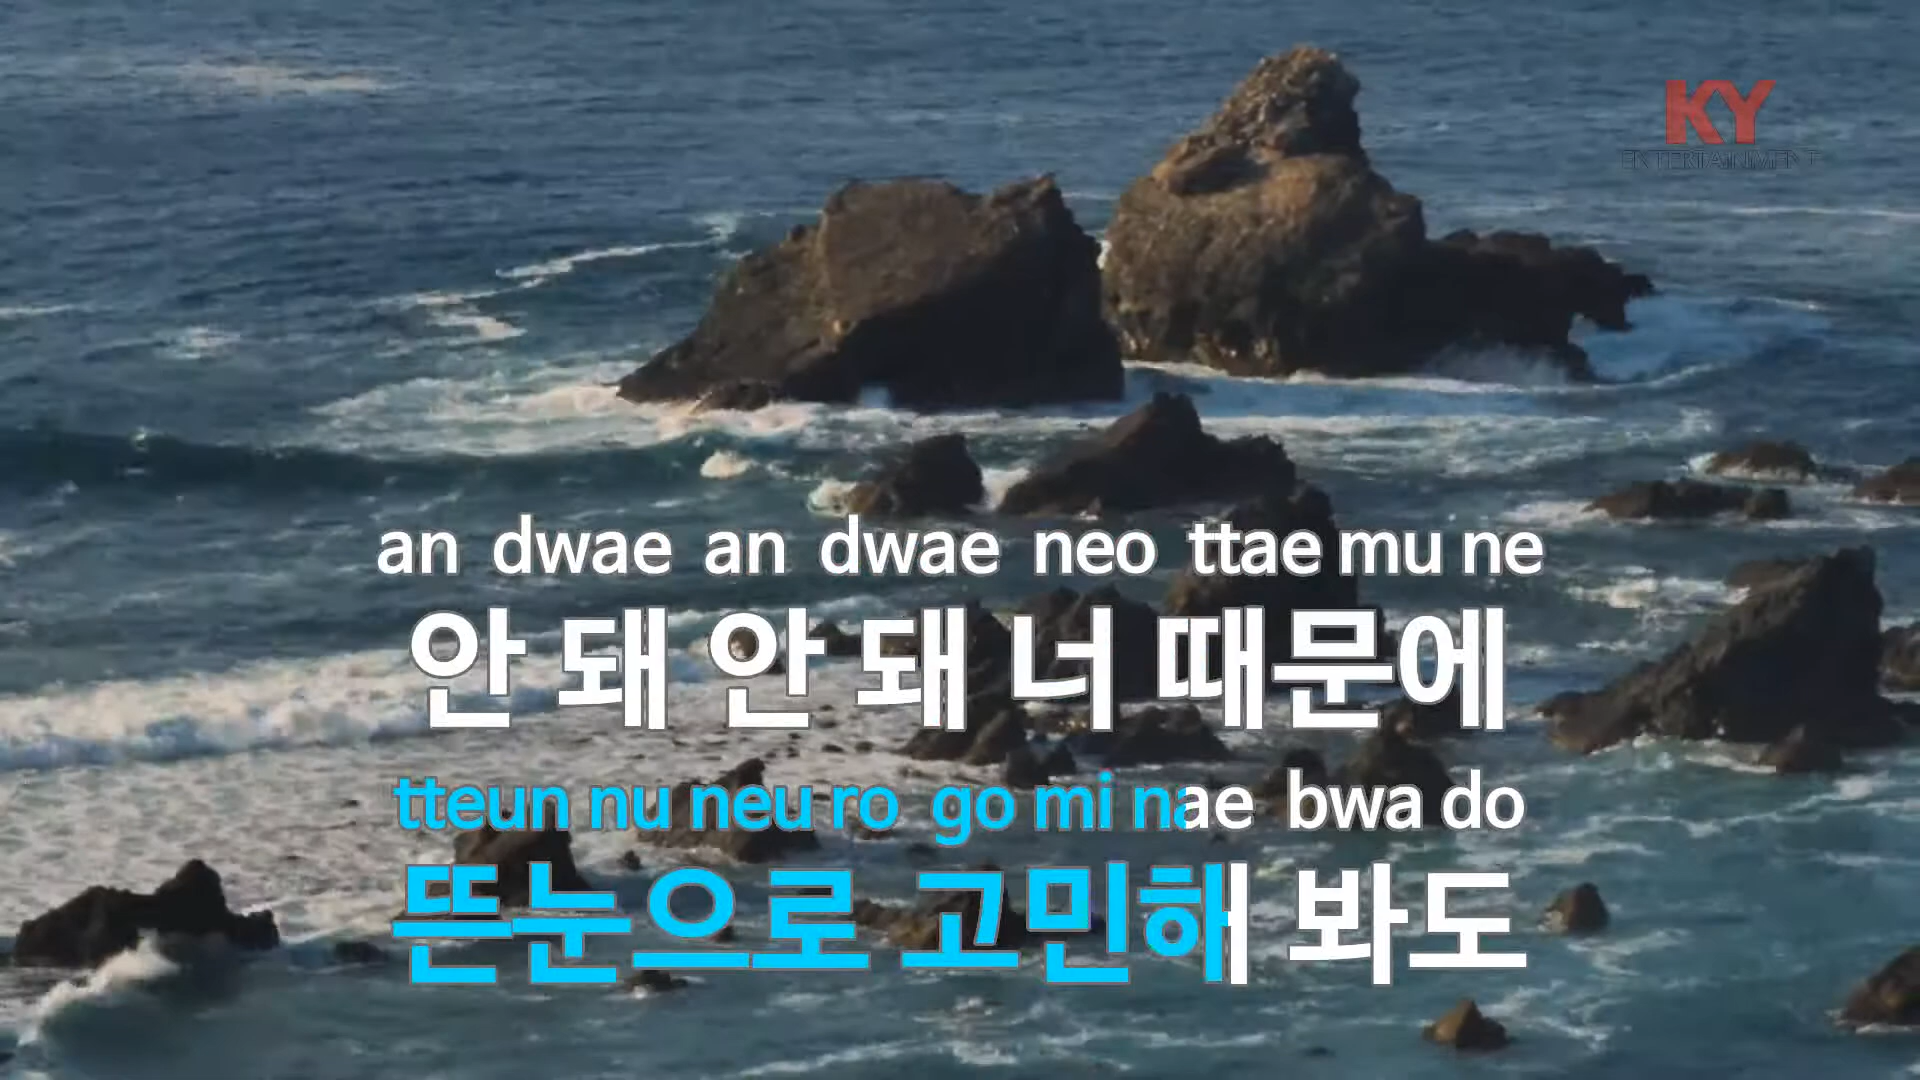 KY
ENTERTAINMENT
an dwae an dwae neo ttae mu ne
안 돼 안 돼 너 때문에
tteun nu neu ro go mi nae bwa do
뜬눈으로 고민해 봐도